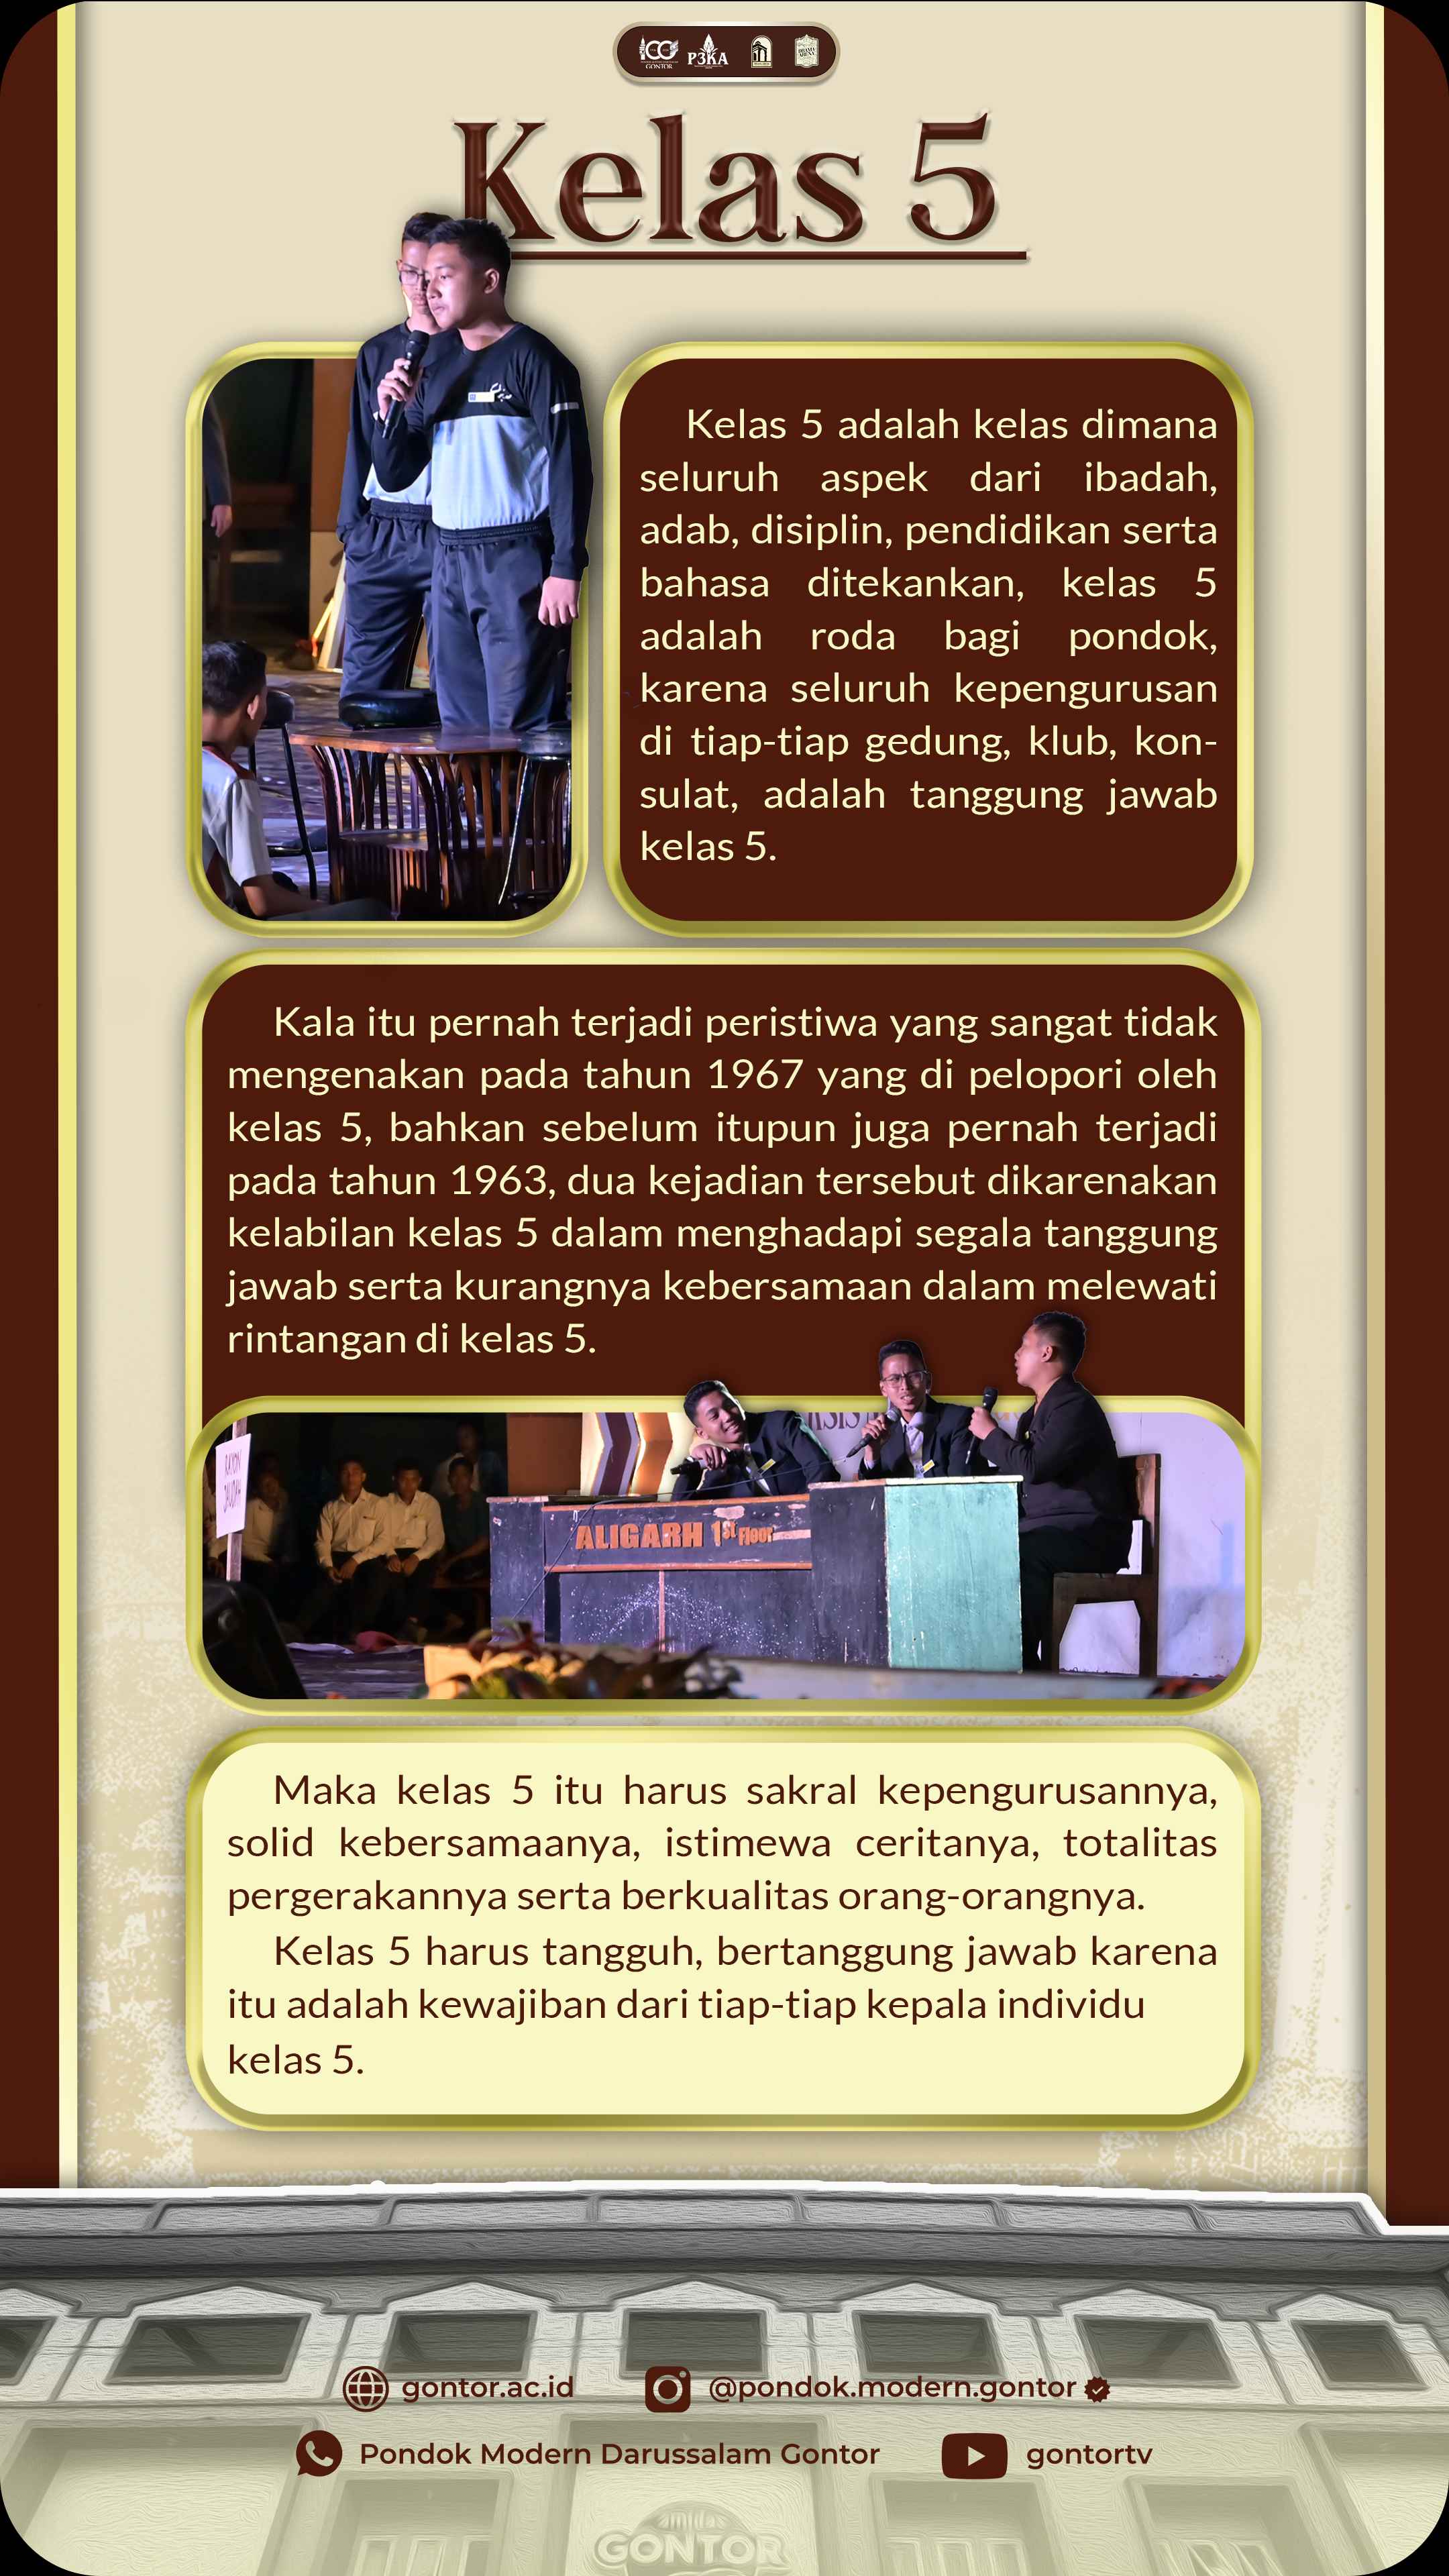 100
GONTOR
P3KA
Kelas 5
Kelas 5 adalah kelas dimana
seluruh aspek dari ibadah,
adab, disiplin, pendidikan serta
bahasa ditekankan, kelas 5
adalah roda bagi pondok,
karena seluruh kepengurusan
di tiap-tiap gedung, klub, kon-
sulat, adalah tanggung jawab
kelas 5.
Kala itu pernah terjadi peristiwa yang sangat tidak
mengenakan pada tahun 1967 yang di pelopori oleh
kelas 5, bahkan sebelum itupun juga pernah terjadi
pada tahun 1963, dua kejadian tersebut dikarenakan
kelabilan kelas 5 dalam menghadapi segala tanggung
jawab serta kurangnya kebersamaan dalam melewati
rintangan di kelas 5.
ALIGARH 1st Floor
Maka kelas 5 itu harus sakral kepengurusannya,
solid kebersamaanya, istimewa ceritanya, totalitas
pergerakannya serta berkualitas orang-orangnya.
Kelas 5 harus tangguh, bertanggung jawab karena
itu adalah kewajiban dari tiap-tiap kepala individu
kelas 5.
gontor.ac.id
@pondok.modern.gontor
Pondok Modern Darussalam Gontor
gontortv
GONTOR